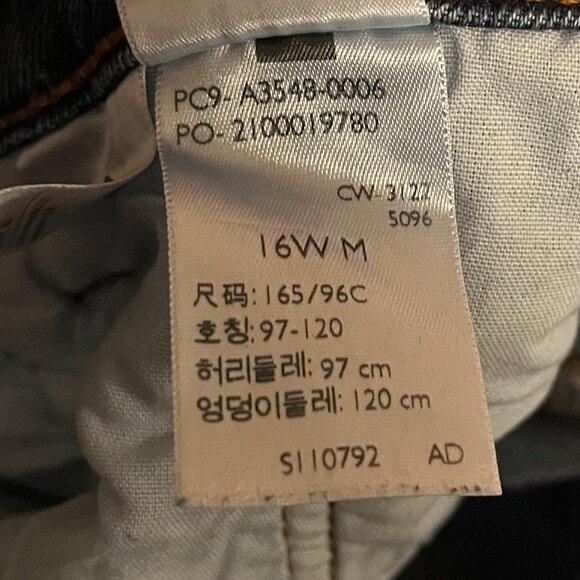 PC9- A3548-0006
PO- 2100019780
CW-3122
5096
16W M
尺码: 165/96C
호칭: 97-120
허리둘레: 97 cm
엉덩이둘레: 120 cm
S110792 AD